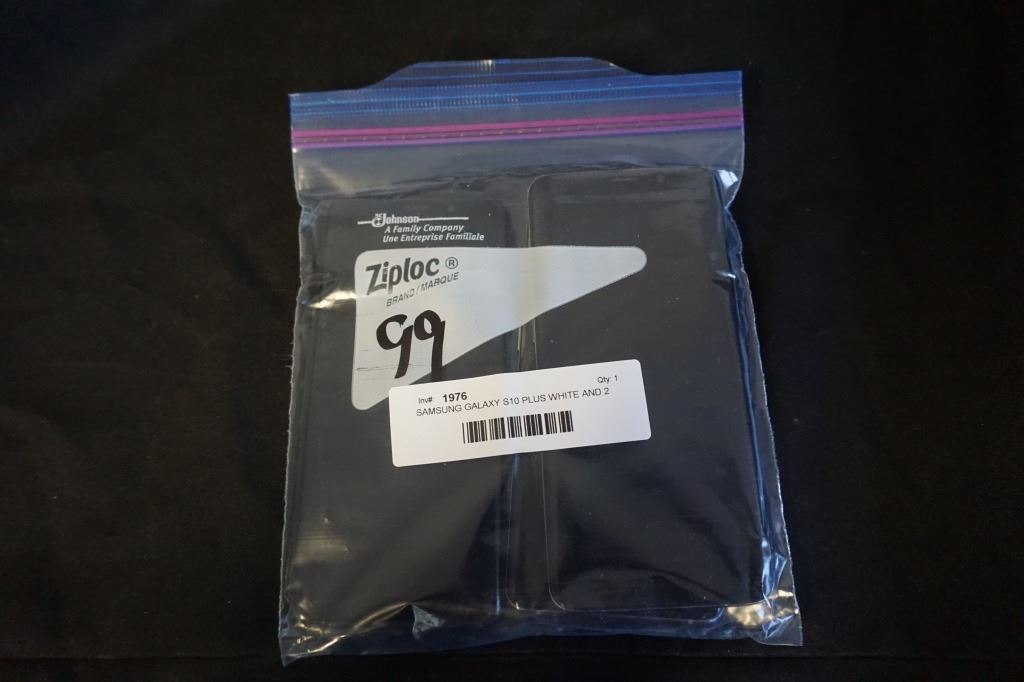 SC Johnson
A Family Company
Une Entreprise Familiale
Ziploc ®
BRAND / MARQUE
99
Inv#: 1976 Qty: 1
SAMSUNG GALAXY S10 PLUS WHITE AND 2